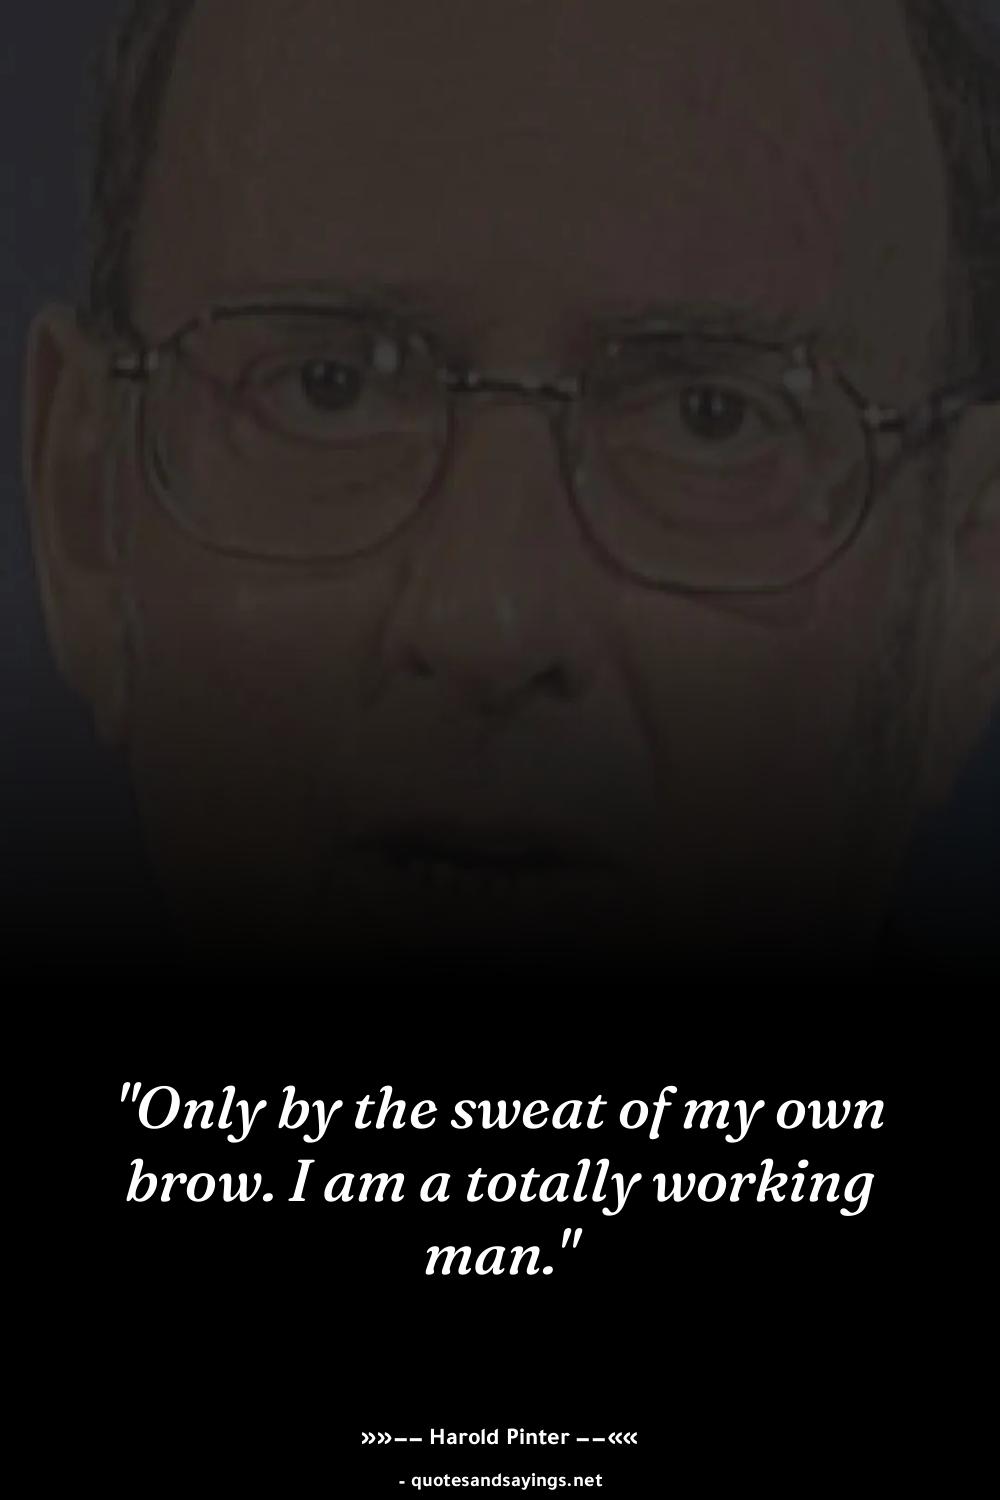 "Only by the sweat of my own
brow. I am a totally working
man."
»»–– Harold Pinter ––««
- quotesandsayings.net